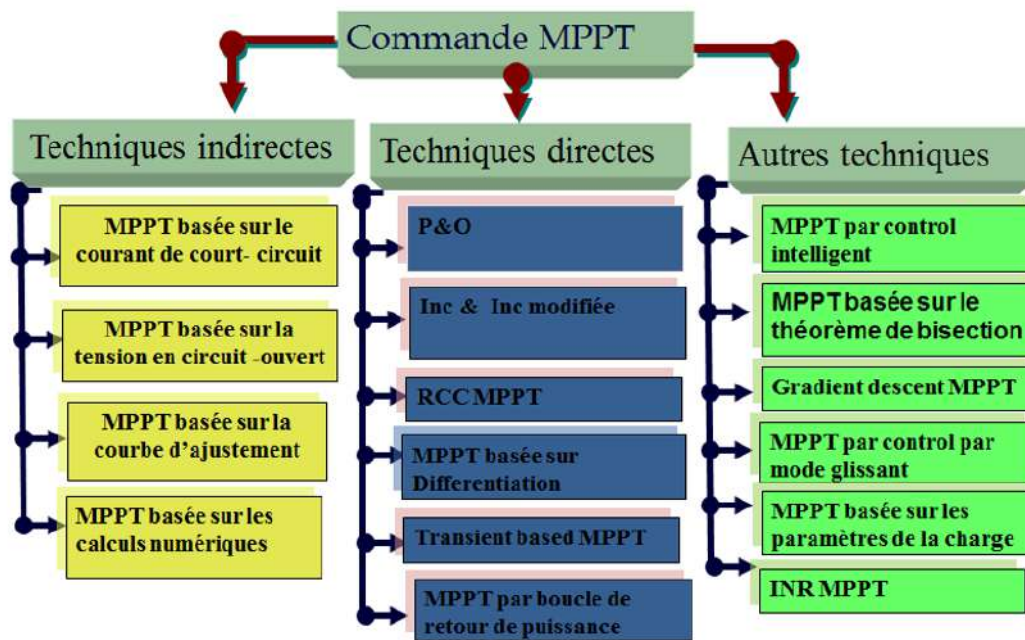 Commande MPPT
Techniques indirectes
MPPT basée sur le
courant de court- circuit
MPPT basée sur la
tension en circuit -ouvert
MPPT basée sur la
courbe d'ajustement
MPPT basée sur les
calculs numériques
Techniques directes
P&O
Inc & Inc modifiée
RCC MPPT
MPPT basée sur
Differentiation
Transient based MPPT
MPPT par boucle de
retour de puissance
Autres techniques
MPPT par control
intelligent
MPPT basée sur le
théorème de bisection
Gradient descent MPPT
MPPT par control par
mode glissant
MPPT basée sur les
paramètres de la charge
INR MPPT